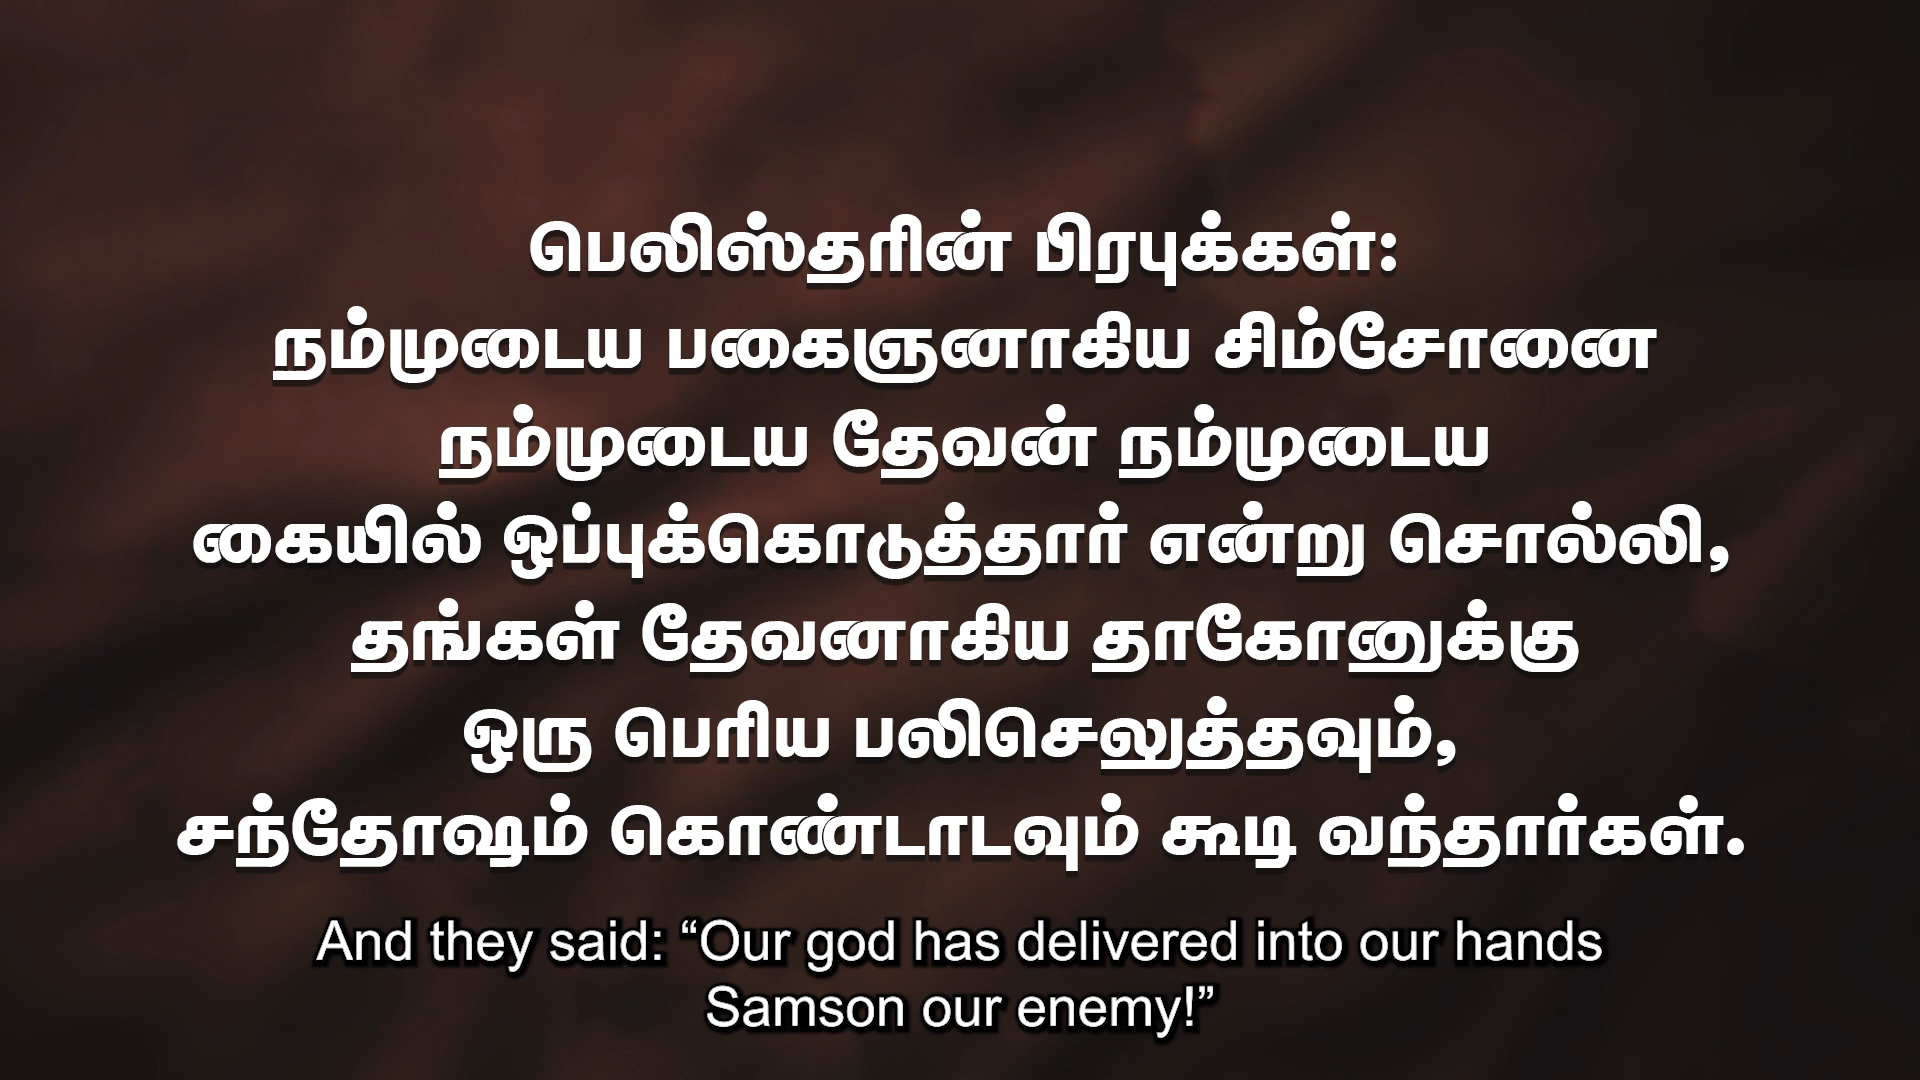 பெலிஸ்தரின் பிரபுக்கள்:
நம்முடைய பகைஞனாகிய சிம்சோனை
நம்முடைய தேவன் நம்முடைய
கையில் ஒப்புக்கொடுத்தார் என்று சொல்லி,
தங்கள் தேவனாகிய தாகோனுக்கு
ஒரு பெரிய பலிசெலுத்தவும்,
சந்தோஷம் கொண்டாடவும் கூடி வந்தார்கள்.
And they said: “Our god has delivered into our hands
Samson our enemy!”